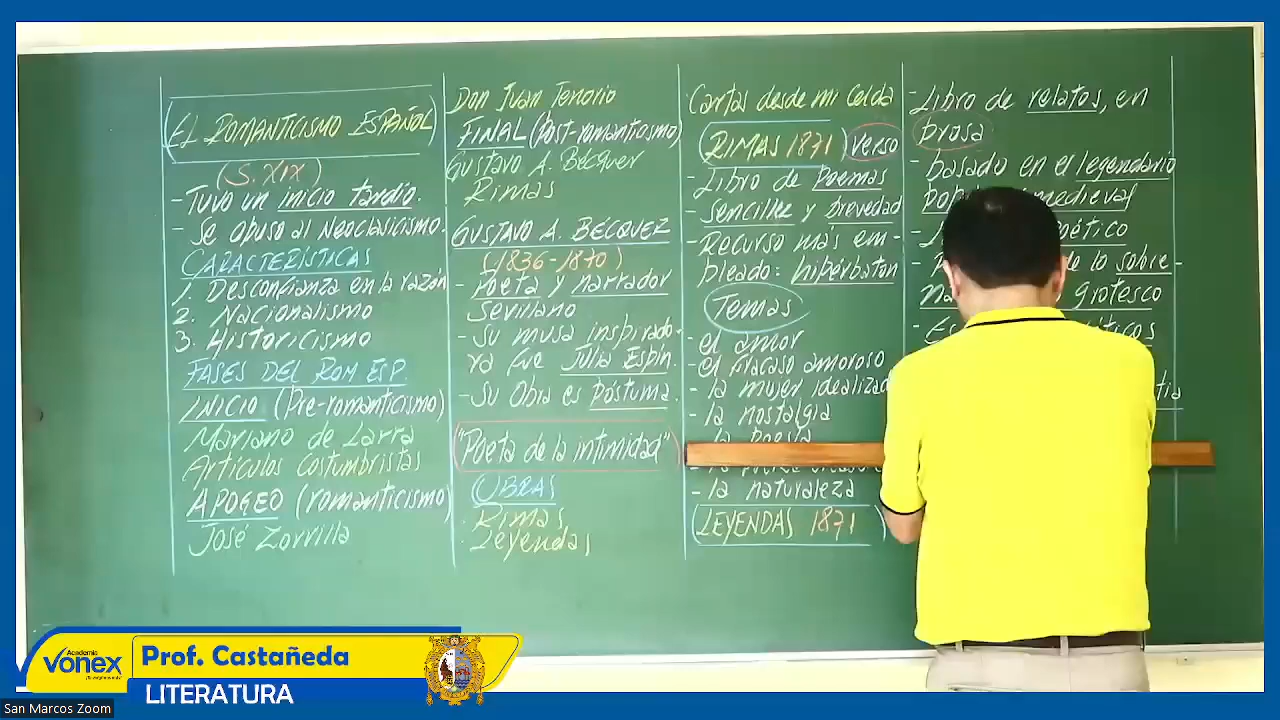 EL ROMANTICISMO ESPAÑOL
(S. XIX)
- Tuvo un inicio tardío.
- Se opuso al Neoclasicismo.
CARACTERÍSTICAS
1. Desconfianza en la razón
2. Nacionalismo
3. Historicismo
FASES DEL ROM ESP.
INICIO (Pre-romanticismo)
Mariano de Larra
Artículos costumbristas
APOGEO (romanticismo)
José Zorrilla
Don Juan Tenorio
FINAL (Post-romanticismo)
Gustavo A. Bécquer
Rimas
GUSTAVO A. BÉCQUER
(1836-1870)
- Poeta y narrador
sevillano
- Su musa inspirado-
ra fue Julia Espín.
- Su Obra es póstuma.
"Poeta de la intimidad"
OBRAS
. Rimas
. Leyendas
Cartas desde mi Celda
RIMAS 1871 verso
- Libro de poemas
- sencillez y brevedad
- Recurso más em-
pleado: hipérbaton
Temas
- el amor
- el fracaso amoroso
- la mujer idealizad
- la nostalgia
- la poesía
- la naturaleza
LEYENDAS 1871
- Libro de relatos, en
prosa
- basado en el legendario
medieval
lo sobre-
grotesco
Academia
vonex
Prof. Castañeda
LITERATURA
San Marcos Zoom